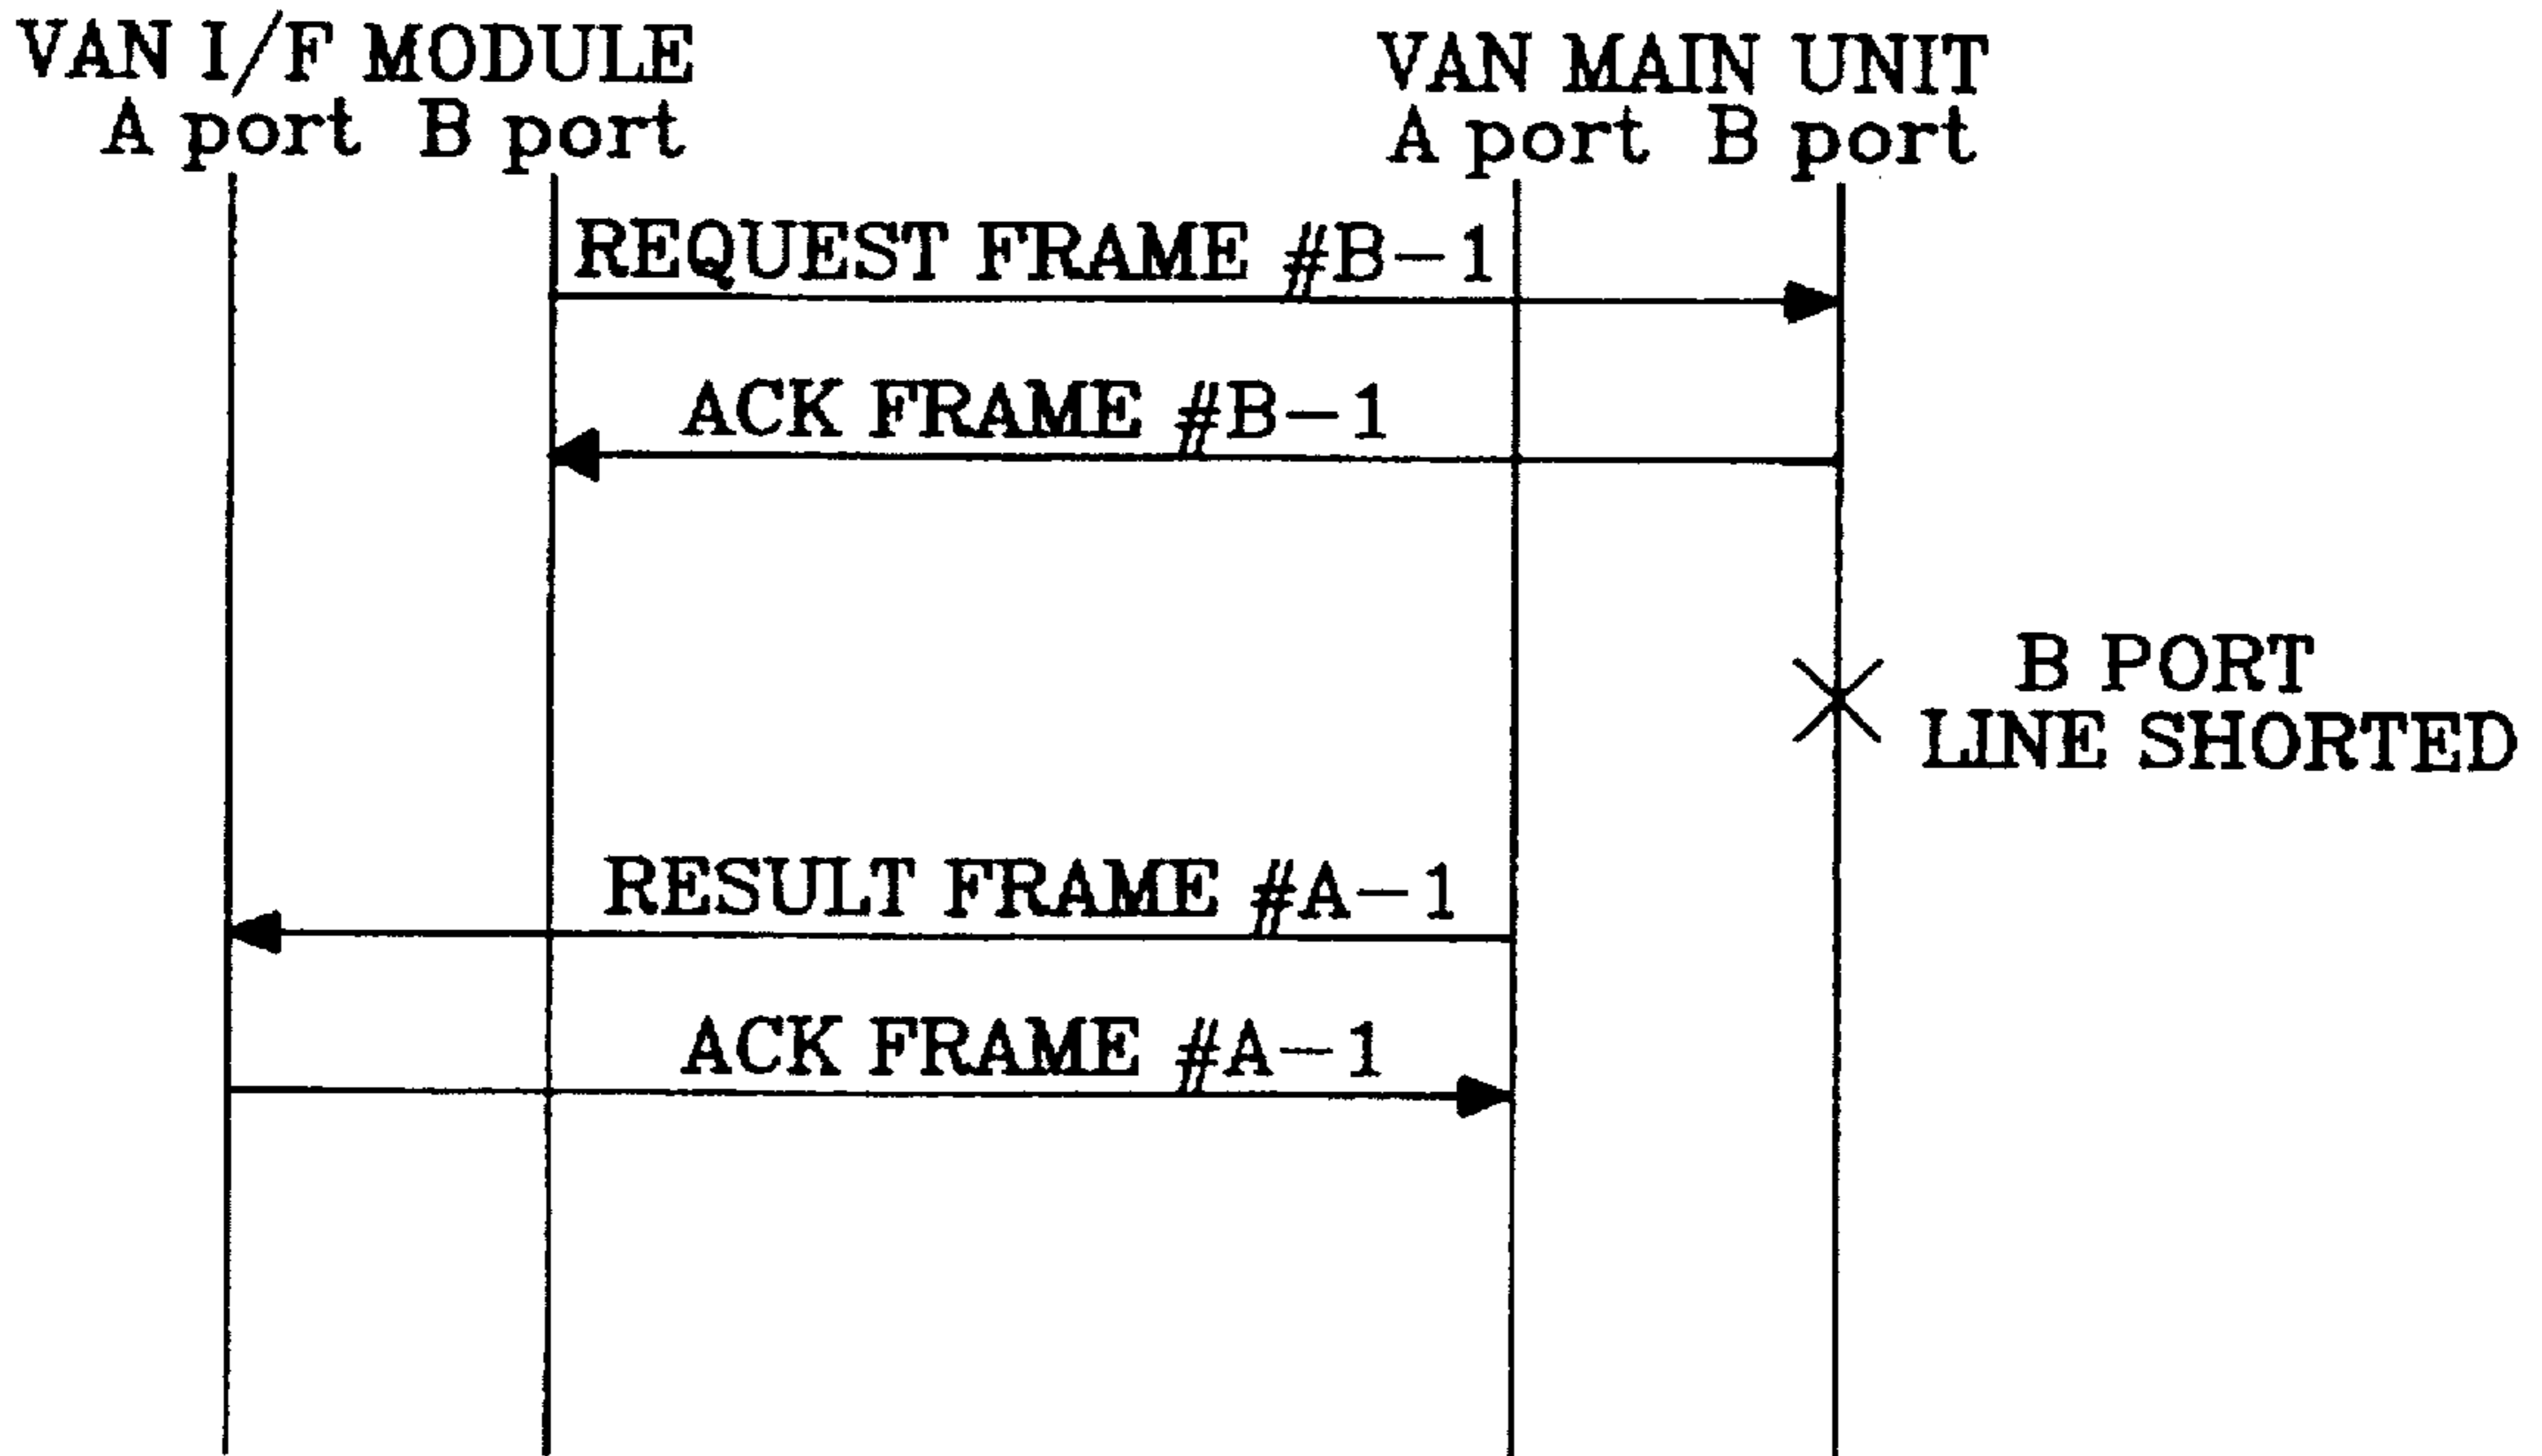 VAN I/F MODULE
A port B port
VAN MAIN UNIT
A port B port
REQUEST FRAME #B-1
ACK FRAME #B-1
B PORT
LINE SHORTED
RESULT FRAME #A-1
ACK FRAME #A-1